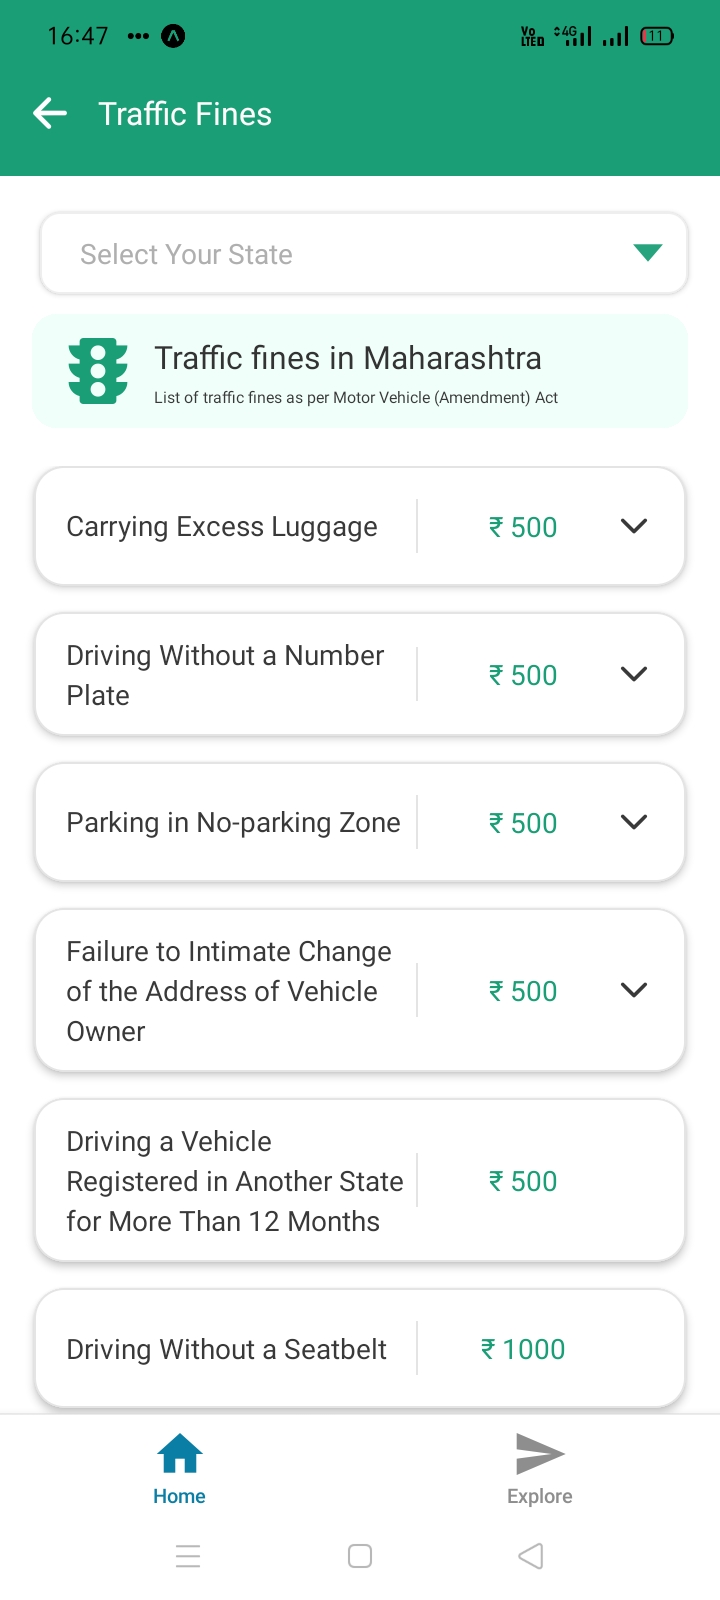 16:47
Vo LTE D
4G
11
Traffic Fines
Select Your State
Traffic fines in Maharashtra
List of traffic fines as per Motor Vehicle (Amendment) Act
Carrying Excess Luggage
₹ 500
Driving Without a Number
Plate
₹ 500
Parking in No-parking Zone
₹ 500
Failure to Intimate Change
of the Address of Vehicle
Owner
₹ 500
Driving a Vehicle
Registered in Another State
for More Than 12 Months
₹ 500
Driving Without a Seatbelt
₹ 1000
Home
Explore